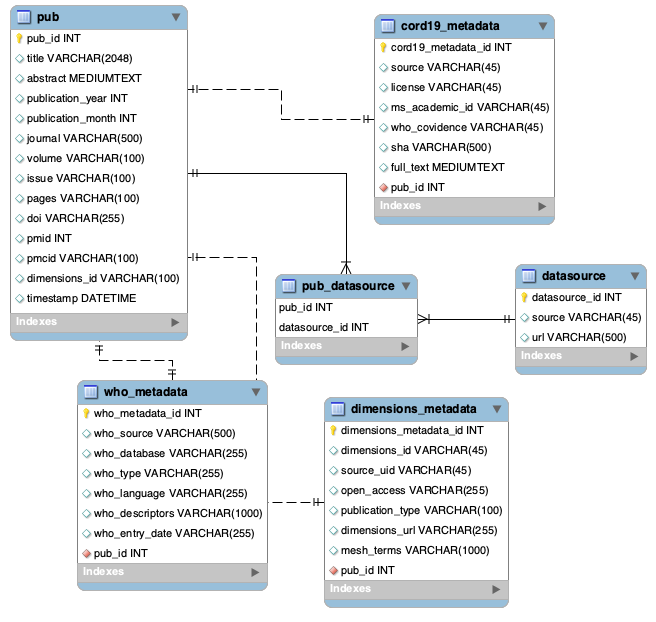 pub
pub_id INT
title VARCHAR(2048)
abstract MEDIUMTEXT
publication_year INT
publication_month INT
journal VARCHAR(500)
volume VARCHAR(100)
issue VARCHAR(100)
pages VARCHAR(100)
doi VARCHAR(255)
pmid INT
pmcid VARCHAR(100)
dimensions_id VARCHAR(100)
timestamp DATETIME
Indexes
cord19_metadata
cord19_metadata_id INT
source VARCHAR(45)
license VARCHAR(45)
ms_academic_id VARCHAR(45)
who_covidence VARCHAR(45)
sha VARCHAR(500)
full_text MEDIUMTEXT
pub_id INT
Indexes
pub_datasource
pub_id INT
datasource_id INT
Indexes
datasource
datasource_id INT
source VARCHAR(45)
url VARCHAR(500)
Indexes
who_metadata
who_metadata_id INT
who_source VARCHAR(500)
who_database VARCHAR(255)
who_type VARCHAR(255)
who_language VARCHAR(255)
who_descriptors VARCHAR(1000)
who_entry_date VARCHAR(255)
pub_id INT
Indexes
dimensions_metadata
dimensions_metadata_id INT
dimensions_id VARCHAR(45)
source_uid VARCHAR(45)
open_access VARCHAR(255)
publication_type VARCHAR(100)
dimensions_url VARCHAR(255)
mesh_terms VARCHAR(1000)
pub_id INT
Indexes